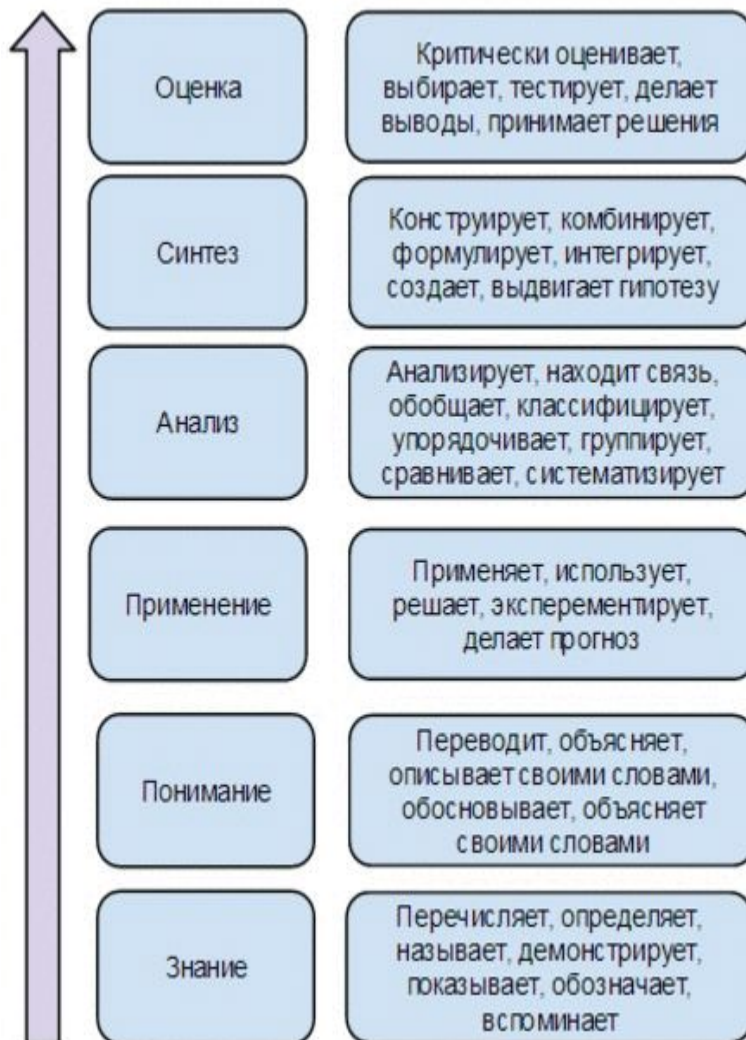 Оценка
Критически оценивает,
выбирает, тестирует, делает
выводы, принимает решения
Синтез
Конструирует, комбинирует,
формулирует, интегрирует,
создает, выдвигает гипотезу
Анализ
Анализирует, находит связь,
обобщает, классифицирует,
упорядочивает, группирует,
сравнивает, систематизирует
Применение
Применяет, использует,
решает, эксперементирует,
делает прогноз
Понимание
Переводит, объясняет,
описывает своими словами,
обосновывает, объясняет
своими словами
Знание
Перечисляет, определяет,
называет, демонстрирует,
показывает, обозначает,
вспоминает